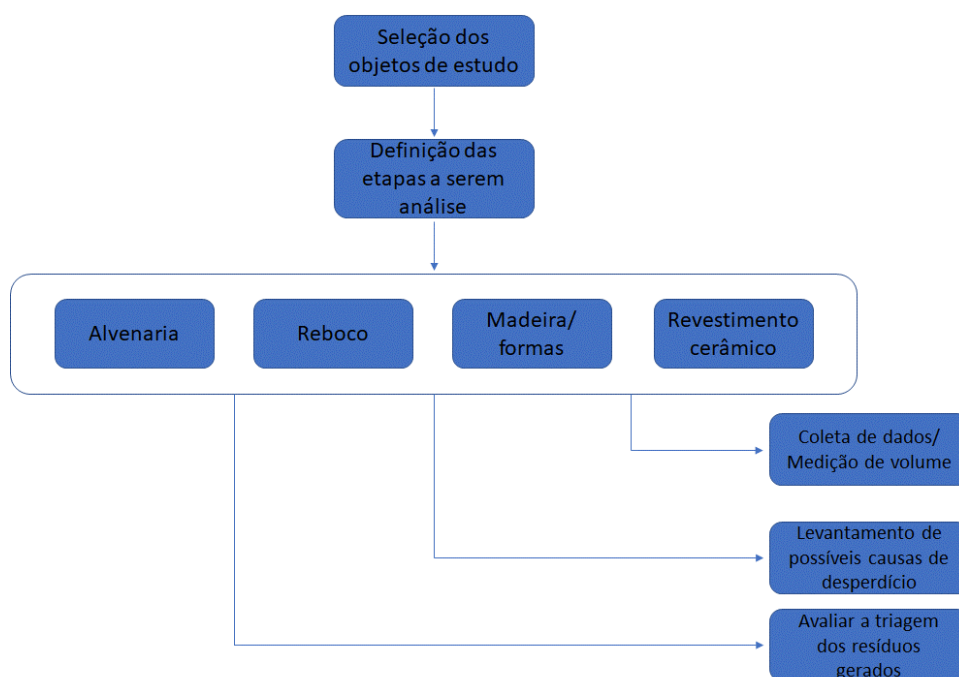 Seleção dos
objetos de estudo
Definição das
etapas a serem
análise
Alvenaria
Reboco
Madeira/
formas
Revestimento
cerâmico
Coleta de dados/
Medição de volume
Levantamento de
possíveis causas de
desperdício
Avaliar a triagem
dos resíduos
gerados